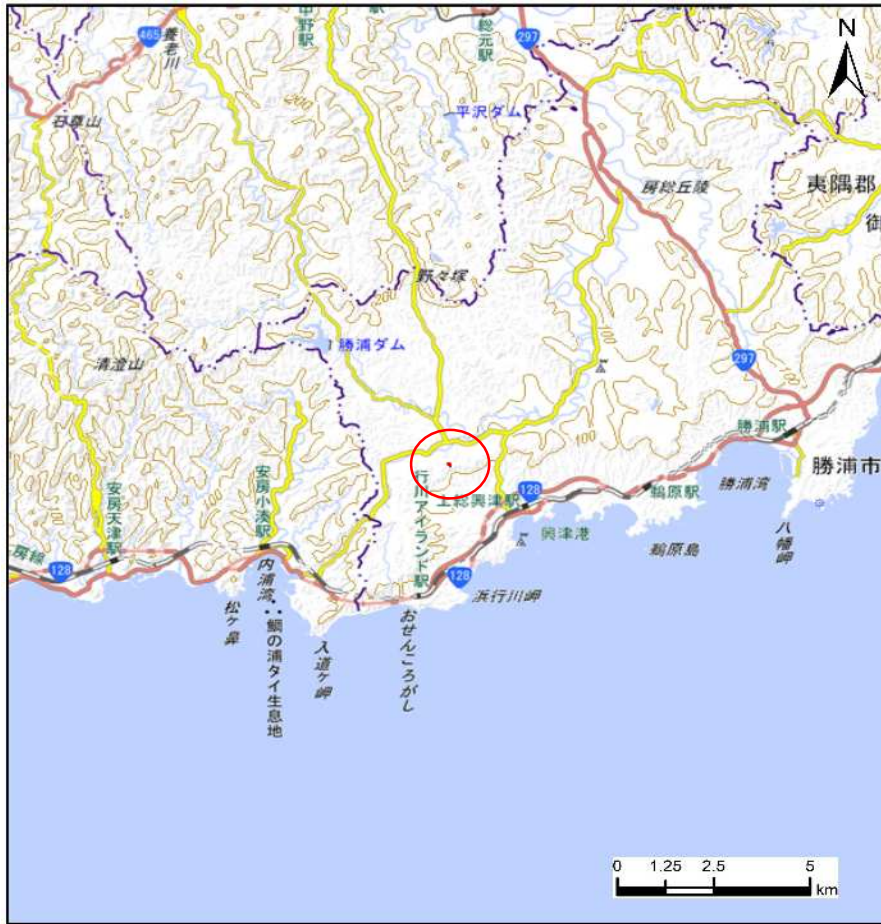 465
養老川
中野駅
総元駅
297
N
石尊山
200
平沢ダム
房総丘陵
夷隅郡
御
野々塚
200
清澄山
勝浦ダム
297
勝浦駅
勝浦市
安房天津駅
安房小湊駅
行川アイランド駅
上総興津駅
128
鵜原駅
勝浦湾
八幡岬
房線
128
内浦湾
興津港
鵜原島
128
浜行川岬
松ヶ鼻
鯛の浦タイ生息地
入道ヶ岬
おせんころがし
0 1.25 2.5 5
km